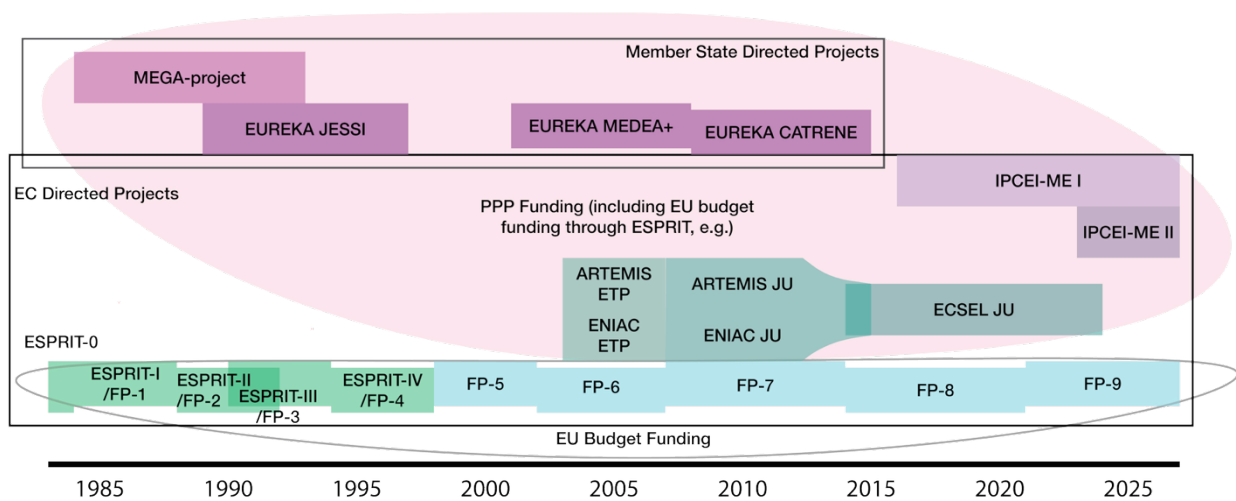 Member State Directed Projects
MEGA-project
EUREKA JESSI
EUREKA MEDEA+
EUREKA CATRENE
EC Directed Projects
IPCEI-ME I
PPP Funding (including EU budget
funding through ESPRIT, e.g.)
IPCEI-ME II
ARTEMIS
ETP
ARTEMIS JU
ECSEL JU
ENIAC
ETP
ENIAC JU
ESPRIT-0
ESPRIT-I
/FP-1
ESPRIT-II
/FP-2
ESPRIT-III
/FP-3
ESPRIT-IV
/FP-4
FP-5
FP-6
FP-7
FP-8
FP-9
EU Budget Funding
1985 1990 1995 2000 2005 2010 2015 2020 2025